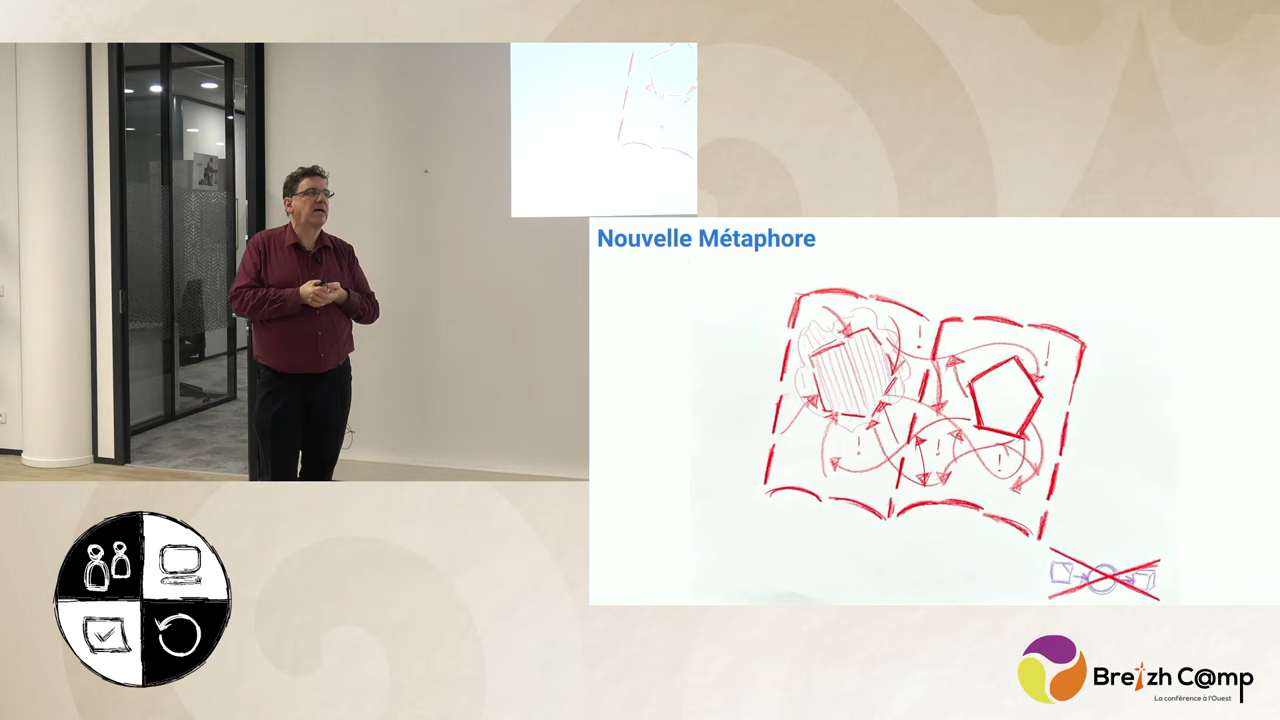 Nouvelle Métaphore
! !
! ! !
Breizh C@mp
La conférence à l'Ouest